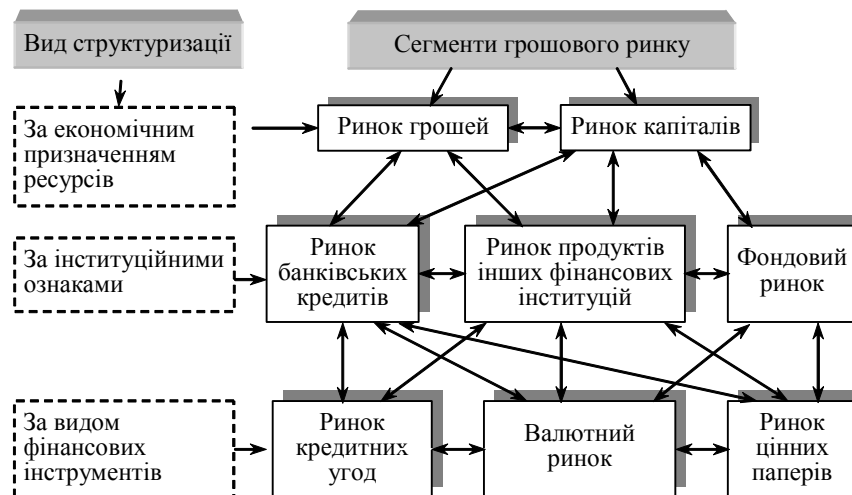 Вид структуризації
Сегменти грошового ринку
За економічним
призначенням
ресурсів
Ринок грошей
Ринок капіталів
За інституційними
ознаками
Ринок
банківських
кредитів
Ринок продуктів
інших фінансових
інституцій
Фондовий
ринок
За видом
фінансових
інструментів
Ринок
кредитних
угод
Валютний
ринок
Ринок
цінних
паперів